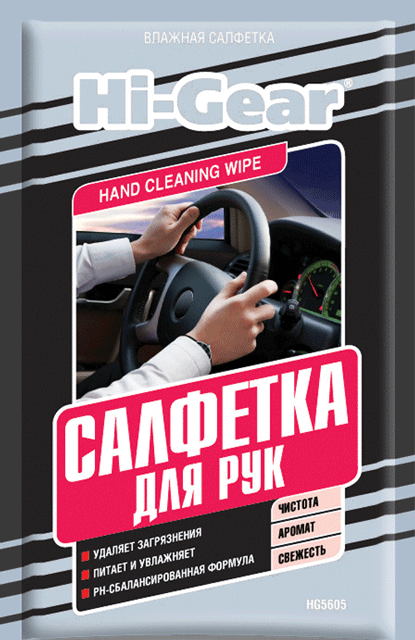 ВЛАЖНАЯ САЛФЕТКА
Hi-Gear®
HAND CLEANING WIPE
САЛФЕТКА
ДЛЯ РУК
УДАЛЯЕТ ЗАГРЯЗНЕНИЯ
ПИТАЕТ И УВЛАЖНЯЕТ
PH-СБАЛАНСИРОВАННАЯ ФОРМУЛА
ЧИСТОТА
АРОМАТ
СВЕЖЕСТЬ
HG5605